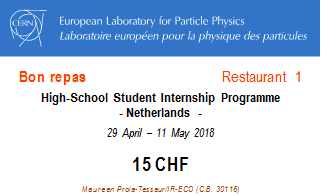 CERN
European Laboratory for Particle Physics
Laboratoire européen pour la physique des particules
Bon repas Restaurant 1
High-School Student Internship Programme
- Netherlands -
29 April – 11 May 2018
15 CHF
Maureen Prola-Tessaur/IR-ECO (C.B. 30116)